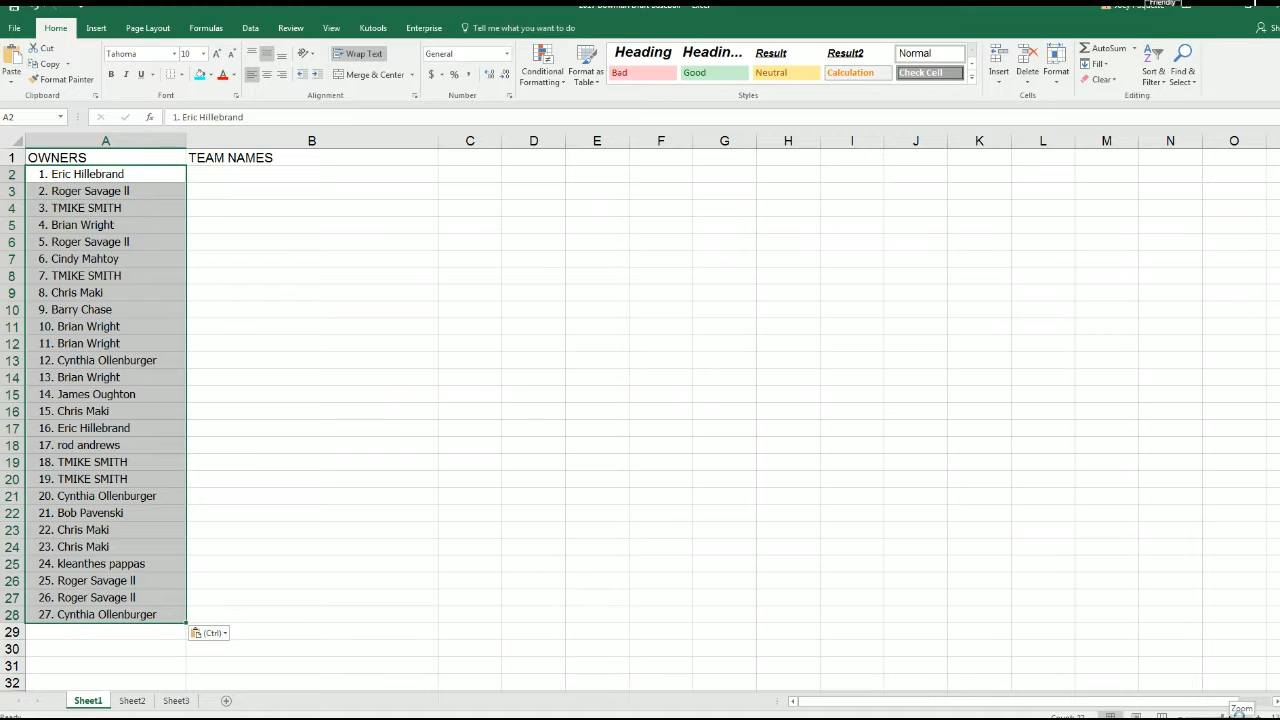 Friendly
File Home Insert Page Layout Formulas Data Review View Kutools Enterprise Tell me what you want to do
Cut
Copy
Format Painter
Paste
Clipboard
Tahoma 10
B I U
Font
Wrap Text
Merge & Center
Alignment
General
$ % ,
Number
Conditional Formatting
Format as Table
Heading Headin... Result Result2 Normal
Bad Good Neutral Calculation Check Cell
Styles
Insert Delete Format
Cells
AutoSum
Fill
Clear
Sort & Filter
Find & Select
Editing
A2 fx 1. Eric Hillebrand
A B C D E F G H I J K L M N O
1 OWNERS TEAM NAMES
2 1. Eric Hillebrand
3 2. Roger Savage ll
4 3. TMIKE SMITH
5 4. Brian Wright
6 5. Roger Savage ll
7 6. Cindy Mahtoy
8 7. TMIKE SMITH
9 8. Chris Maki
10 9. Barry Chase
11 10. Brian Wright
12 11. Brian Wright
13 12. Cynthia Ollenburger
14 13. Brian Wright
15 14. James Oughton
16 15. Chris Maki
17 16. Eric Hillebrand
18 17. rod andrews
19 18. TMIKE SMITH
20 19. TMIKE SMITH
21 20. Cynthia Ollenburger
22 21. Bob Pavenski
23 22. Chris Maki
24 23. Chris Maki
25 24. kleanthes pappas
26 25. Roger Savage ll
27 26. Roger Savage ll
28 27. Cynthia Ollenburger
29 (Ctrl)
30
31
32
Sheet1 Sheet2 Sheet3
Zoom